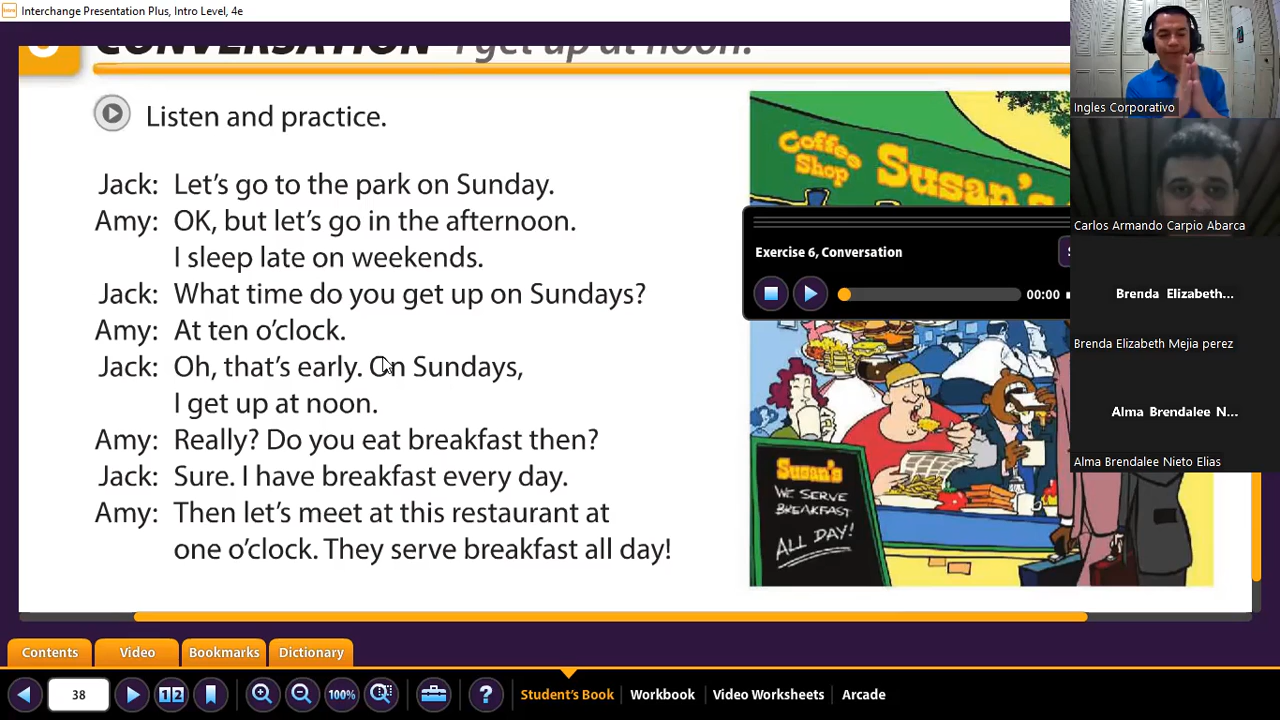 Interchange Presentation Plus, Intro Level, 4e
CONVERSATION I get up at noon.
Listen and practice.
Jack: Let's go to the park on Sunday.
Amy: OK, but let's go in the afternoon.
I sleep late on weekends.
Jack: What time do you get up on Sundays?
Amy: At ten o'clock.
Jack: Oh, that's early. On Sundays,
I get up at noon.
Amy: Really? Do you eat breakfast then?
Jack: Sure. I have breakfast every day.
Amy: Then let's meet at this restaurant at
one o'clock. They serve breakfast all day!
Coffee
Shop
Susan's
Exercise 6, Conversation
00:00
Susan's
WE SERVE
BREAKFAST
ALL DAY!
Ingles Corporativo
Carlos Armando Carpio Abarca
Brenda Elizabeth...
Brenda Elizabeth Mejia perez
Alma Brendalee N...
Alma Brendalee Nieto Elias
Contents
Video
Bookmarks
Dictionary
38
1 2
100%
?
Student's Book
Workbook
Video Worksheets
Arcade